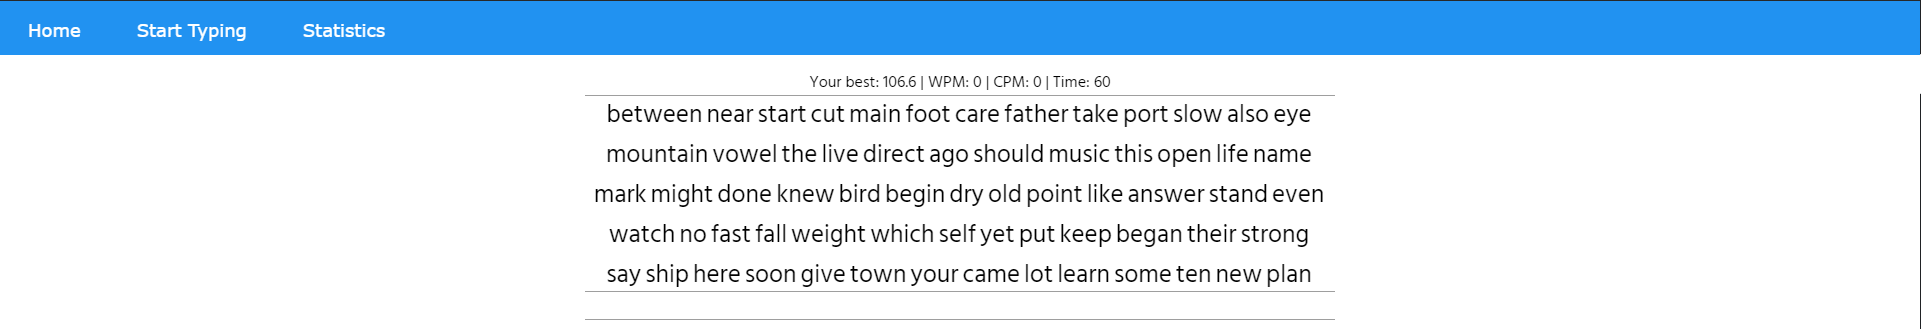 Home Start Typing Statistics
Your best: 106.6 | WPM: 0 | CPM: 0 | Time: 60
between near start cut main foot care father take port slow also eye
mountain vowel the live direct ago should music this open life name
mark might done knew bird begin dry old point like answer stand even
watch no fast fall weight which self yet put keep began their strong
say ship here soon give town your came lot learn some ten new plan